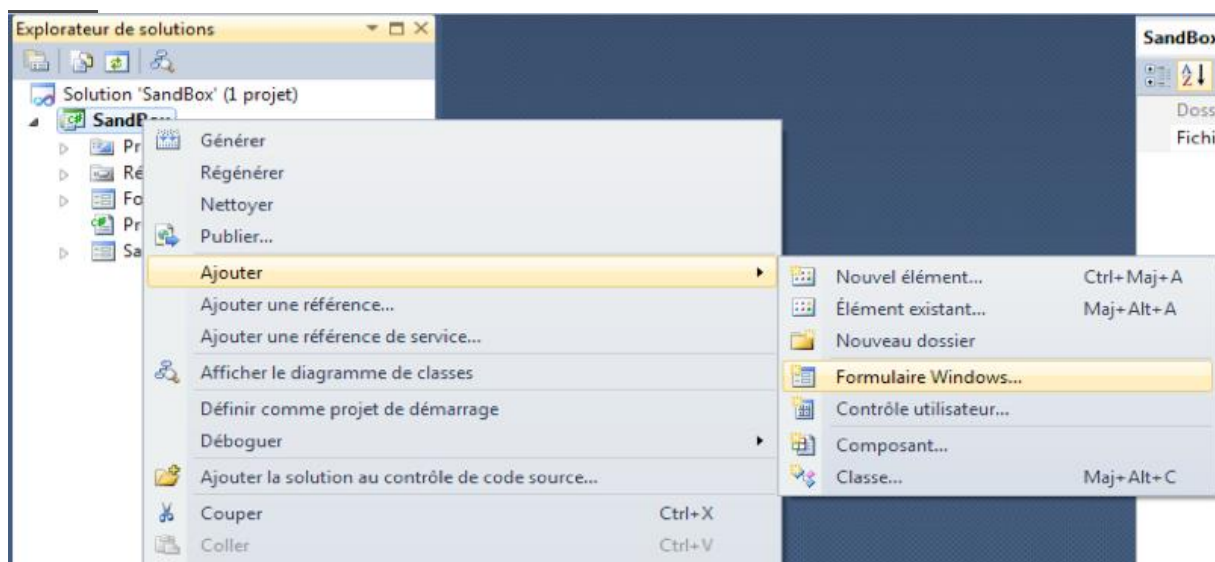 Explorateur de solutions
Solution 'SandBox' (1 projet)
SandBox
Pr
Ré
Fo
Pr
Sa
Générer
Régénérer
Nettoyer
Publier...
Ajouter
Ajouter une référence...
Ajouter une référence de service...
Afficher le diagramme de classes
Définir comme projet de démarrage
Déboguer
Ajouter la solution au contrôle de code source...
Couper Ctrl+X
Coller Ctrl+V
Nouvel élément... Ctrl+Maj+A
Élément existant... Maj+Alt+A
Nouveau dossier
Formulaire Windows...
Contrôle utilisateur...
Composant...
Classe... Maj+Alt+C
SandBox
Doss
Fichi